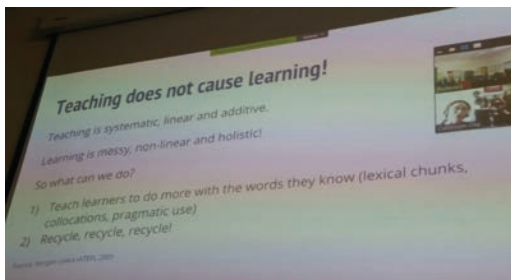 Teaching does not cause learning!
Teaching is systematic, linear and additive.
Learning is messy, non-linear and holistic!
So what can we do?
1) Teach learners to do more with the words they know (lexical chunks,
collocations, pragmatic use)
2) Recycle, recycle, recycle!